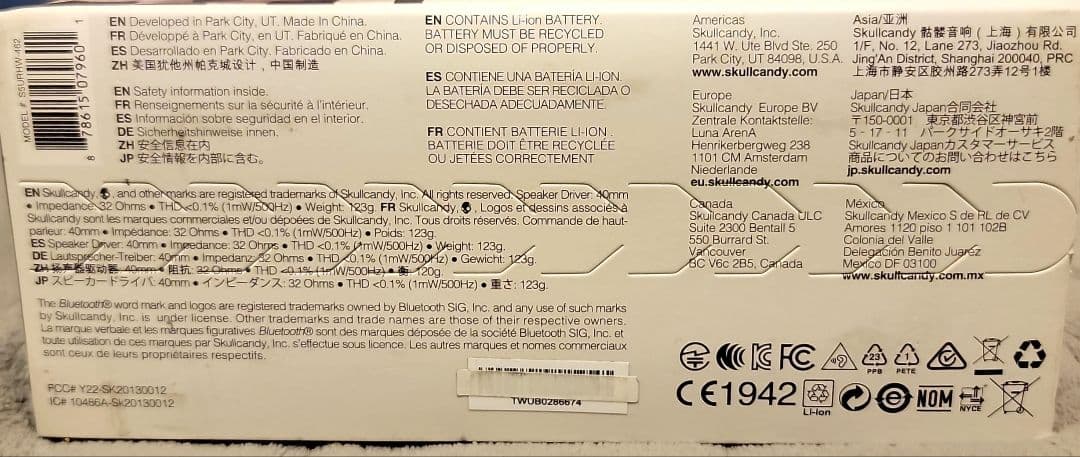 MODEL # S5URHW-462
8 78615 07960 1
EN Developed in Park City, UT. Made In China.
FR Développé à Park City, en UT. Fabriqué en China.
ES Desarrollado en Park City. Fabricado en China.
ZH 美国犹他州帕克城设计，中国制造
EN Safety information inside.
FR Renseignements sur la sécurité à l'intérieur.
ES Información sobre seguridad en el interior.
DE Sicherheitshinweise innen.
ZH 安全信息在内
JP 安全情報を内部に含む。
EN CONTAINS Li-ion BATTERY.
BATTERY MUST BE RECYCLED
OR DISPOSED OF PROPERLY.
ES CONTIENE UNA BATERÍA LI-ION.
LA BATERÍA DEBE SER RECICLADA O
DESECHADA ADECUADAMENTE.
FR CONTIENT BATTERIE LI-ION .
BATTERIE DOIT ÊTRE RECYCLÉE
OU JETÉES CORRECTEMENT
Americas
Skullcandy, Inc.
1441 W. Ute Blvd Ste. 250
Park City, UT 84098, U.S.A.
www.skullcandy.com
Asia/亚洲
Skullcandy 骷髅音响（上海）有限公司
1/F, No. 12, Lane 273, Jiaozhou Rd.
Jing'An District, Shanghai 200040, PRC
上海市静安区胶州路273弄12号1楼
Europe
Skullcandy Europe BV
Zentrale Kontaktstelle:
Luna ArenA
Henrikerbergweg 238
1101 CM Amsterdam
Niederlande
eu.skullcandy.com
Japan/日本
Skullcandy Japan合同会社
〒150-0001 東京都渋谷区神宮前
5 - 17 - 11 パークサイドオーサキ2階
Skullcandy Japanカスタマーサービス
商品についてのお問い合わせはこちら
jp.skullcandy.com
EN Skullcandy, , and other marks are registered trademarks of Skullcandy, Inc. All rights reserved. Speaker Driver: 40mm
• Impedance: 32 Ohms • THD <0.1% (1mW/500Hz) • Weight: 123g. FR Skullcandy, , Logos et dessins associés à
Skullcandy sont les marques commerciales et/ou dépozées de Skullcandy, Inc. Tous droits réservés. Commande de haut-
parleur: 40mm • Impédance: 32 Ohms • THD <0.1% (1mW/500Hz) • Poids: 123g.
ES Speaker Driver: 40mm • Impedance: 32 Ohms • THD <0.1% (1mW/500Hz) • Weight: 123g.
DE Lautsprecher-Treiber: 40mm • Impedanz: 32 Ohms • THD <0.1% (1mW/500Hz) • Gewicht: 123g.
ZH 扬声器驱动器: 40mm • 阻抗: 32 Ohms • THD <0.1% (1mW/500Hz) • 衡: 120g.
JP スピーカードライバ: 40mm • インピーダンス: 32 Ohms • THD <0.1% (1mW/500Hz) • 重さ: 123g.
Canada
Skullcandy Canada ULC
Suite 2300 Bentall 5
550 Burrard St.
Vancouver
BC V6C 2B5, Canada
México
Skullcandy Mexico S de RL de CV
Amores 1120 piso 1 101 102B
Colonia del Valle
Delegación Benito Juaréz
Mexico DF 03100
www.skullcandy.com.mx
The Bluetooth® word mark and logos are registered trademarks owned by Bluetooth SIG, Inc. and any use of such marks
by Skullcandy, Inc. is under license. Other trademarks and trade names are those of their respective owners.
La marque verbale et les marques figuratives Bluetooth® sont des marques déposée de la société Bluetooth SIG, Inc. et
toute utilisation de ces marques par Skullcandy, Inc. s'effectue sous licence. Les autres marques et noms commerciaux
sont ceux de leurs propriétaires respectifs.
PCC# Y22-SK20130012
IC# 10486A-Sk20130012
TWUB0286674
FC
23
PPB
1
PETE
CE1942
Li-ion
NOM
NYCE